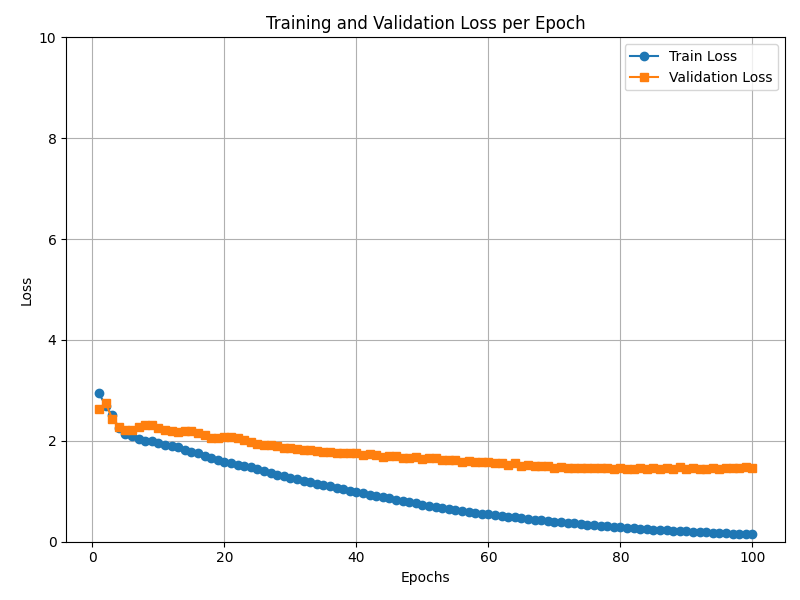 Training and Validation Loss per Epoch
10
8
6
4
2
0
Loss
Train Loss
Validation Loss
0 20 40 60 80 100
Epochs